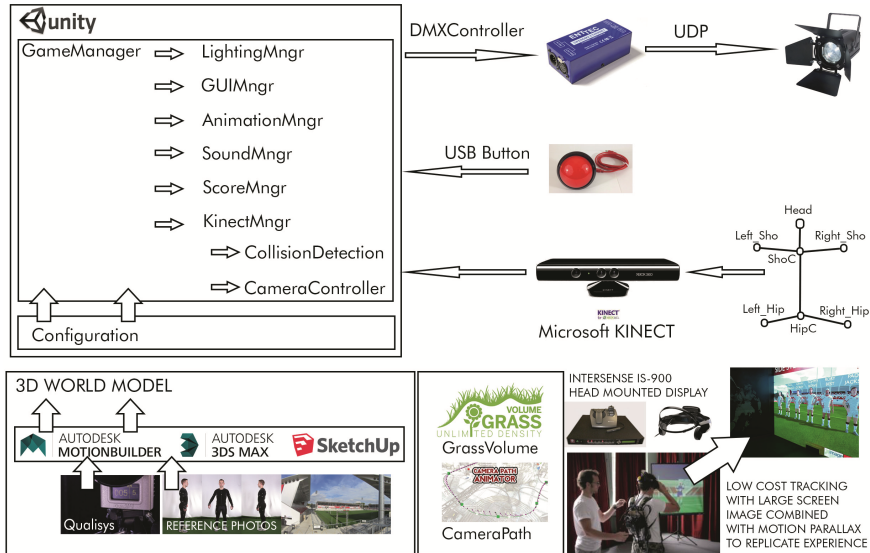 unity
GameManager
LightingMngr
GUIMngr
AnimationMngr
SoundMngr
ScoreMngr
KinectMngr
CollisionDetection
CameraController
Configuration
DMXController
ENTTEC
UDP
USB Button
Head
Left_Sho
Right_Sho
ShoC
Left_Hip
Right_Hip
HipC
KINECT
Microsoft KINECT
3D WORLD MODEL
AUTODESK
MOTIONBUILDER
AUTODESK
3DS MAX
SketchUp
Qualisys
REFERENCE PHOTOS
VOLUME
GRASS
UNLIMITED DENSITY
GrassVolume
CAMERA PATH
ANIMATOR
CameraPath
INTERSENSE IS-900
HEAD MOUNTED DISPLAY
LOW COST TRACKING
WITH LARGE SCREEN
IMAGE COMBINED
WITH MOTION PARALLAX
TO REPLICATE EXPERIENCE